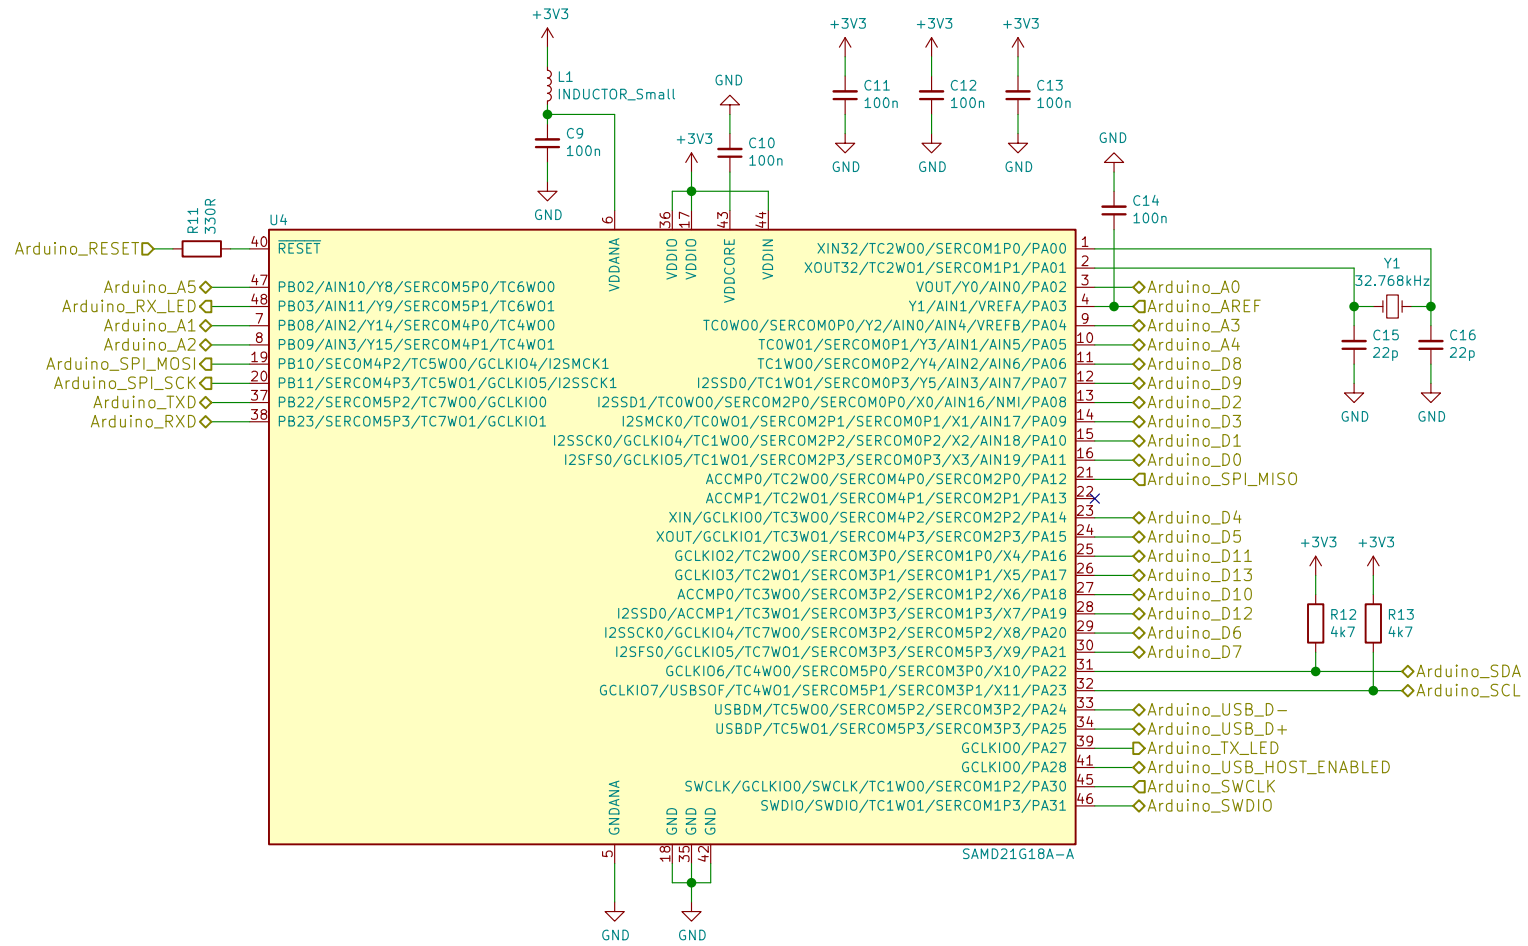 +3V3
+3V3
+3V3
+3V3
L1
INDUCTOR_Small
GND
C11
100n
C12
100n
C13
100n
C9
100n
+3V3
C10
100n
GND
GND
GND
GND
GND
C14
100n
R11
330R
U4
Arduino_RESET
40
RESET
6
VDDANA
36
VDDIO
17
VDDIO
43
VDDCORE
44
VDDIN
Arduino_A5
47
PB02/AIN10/Y8/SERCOM5P0/TC6WO0
Arduino_RX_LED
48
PB03/AIN11/Y9/SERCOM5P1/TC6WO1
Arduino_A1
7
PB08/AIN2/Y14/SERCOM4P0/TC4WO0
Arduino_A2
8
PB09/AIN3/Y15/SERCOM4P1/TC4WO1
Arduino_SPI_MOSI
19
PB10/SECOM4P2/TC5WO0/GCLKIO4/I2SMCK1
Arduino_SPI_SCK
20
PB11/SERCOM4P3/TC5WO1/GCLKIO5/I2SSCK1
Arduino_TXD
37
PB22/SERCOM5P2/TC7WO0/GCLKIO0
Arduino_RXD
38
PB23/SERCOM5P3/TC7WO1/GCLKIO1
XIN32/TC2WO0/SERCOM1P0/PA00
1
XOUT32/TC2WO1/SERCOM1P1/PA01
2
VOUT/Y0/AIN0/PA02
3
Arduino_A0
Y1/AIN1/VREFA/PA03
4
Arduino_AREF
TC0WO0/SERCOM0P0/Y2/AIN0/AIN4/VREFB/PA04
9
Arduino_A3
TC0W01/SERCOM0P1/Y3/AIN1/AIN5/PA05
10
Arduino_A4
TC1WO0/SERCOM0P2/Y4/AIN2/AIN6/PA06
11
Arduino_D8
I2SSD0/TC1WO1/SERCOM0P3/Y5/AIN3/AIN7/PA07
12
Arduino_D9
I2SSD1/TC0WO0/SERCOM2P0/SERCOM0P0/X0/AIN16/NMI/PA08
13
Arduino_D2
I2SMCK0/TC0WO1/SERCOM2P1/SERCOM0P1/X1/AIN17/PA09
14
Arduino_D3
I2SSCK0/GCLKIO4/TC1WO0/SERCOM2P2/SERCOM0P2/X2/AIN18/PA10
15
Arduino_D1
I2SFS0/GCLKIO5/TC1WO1/SERCOM2P3/SERCOM0P3/X3/AIN19/PA11
16
Arduino_D0
ACCMP0/TC2WO0/SERCOM4P0/SERCOM2P0/PA12
21
Arduino_SPI_MISO
ACCMP1/TC2WO1/SERCOM4P1/SERCOM2P1/PA13
22
XIN/GCLKIO0/TC3WO0/SERCOM4P2/SERCOM2P2/PA14
23
Arduino_D4
XOUT/GCLKIO1/TC3WO1/SERCOM4P3/SERCOM2P3/PA15
24
Arduino_D5
GCLKIO2/TC2WO0/SERCOM3P0/SERCOM1P0/X4/PA16
25
Arduino_D11
GCLKIO3/TC2WO1/SERCOM3P1/SERCOM1P1/X5/PA17
26
Arduino_D13
ACCMP0/TC3WO0/SERCOM3P2/SERCOM1P2/X6/PA18
27
Arduino_D10
I2SSD0/ACCMP1/TC3WO1/SERCOM3P3/SERCOM1P3/X7/PA19
28
Arduino_D12
I2SSCK0/GCLKIO4/TC7WO0/SERCOM3P2/SERCOM5P2/X8/PA20
29
Arduino_D6
I2SFS0/GCLKIO5/TC7WO1/SERCOM3P3/SERCOM5P3/X9/PA21
30
Arduino_D7
GCLKIO6/TC4WO0/SERCOM5P0/SERCOM3P0/X10/PA22
31
Arduino_SDA
GCLKIO7/USBSOF/TC4WO1/SERCOM5P1/SERCOM3P1/X11/PA23
32
Arduino_SCL
USBDM/TC5WO0/SERCOM5P2/SERCOM3P2/PA24
33
Arduino_USB_D-
USBDP/TC5WO1/SERCOM5P3/SERCOM3P3/PA25
34
Arduino_USB_D+
GCLKIO0/PA27
39
Arduino_TX_LED
GCLKIO0/PA28
41
Arduino_USB_HOST_ENABLED
SWCLK/GCLKIO0/SWCLK/TC1WO0/SERCOM1P2/PA30
45
Arduino_SWCLK
SWDIO/SWDIO/TC1WO1/SERCOM1P3/PA31
46
Arduino_SWDIO
Y1
32.768kHz
C15
22p
C16
22p
GND
GND
+3V3
+3V3
R12
4k7
R13
4k7
GNDANA
5
GND
18
GND
35
GND
42
SAMD21G18A-A
GND
GND